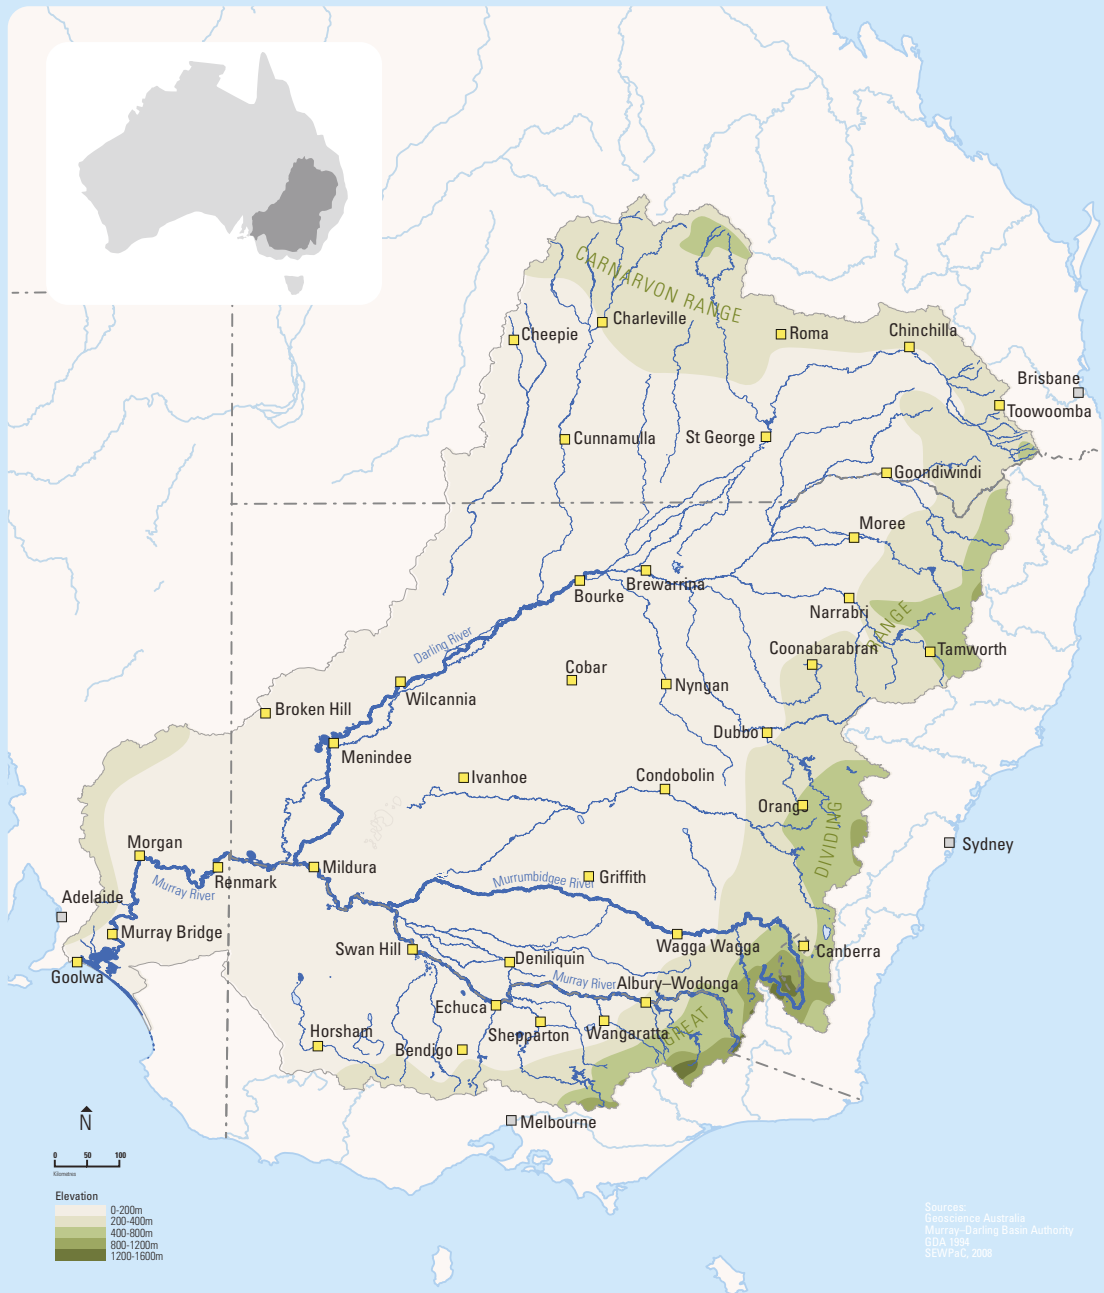 CARNARVON RANGE
Charleville
Cheepie
Roma
Chinchilla
Brisbane
Toowoomba
Cunnamulla
St George
Goondiwindi
Moree
Bourke
Brewarrina
Narrabri
RANGE
Darling River
Coonabarabran
Tamworth
Cobar
Nyngan
Wilcannia
Broken Hill
Dubbo
Menindee
Ivanhoe
Condobolin
Orange
DIVIDING
Sydney
Morgan
Renmark
Mildura
Murray River
Murrumbidgee River
Griffith
Adelaide
Murray Bridge
Swan Hill
Wagga Wagga
Canberra
Goolwa
Deniliquin
Murray River
Albury–Wodonga
Echuca
GREAT
Horsham
Shepparton
Wangaratta
Bendigo
Melbourne
N
0 50 100
Kilometres
Elevation
0-200m
200-400m
400-800m
800-1200m
1200-1600m
Sources:
Geoscience Australia
Murray–Darling Basin Authority
GDA 1994
SEWPaC, 2008